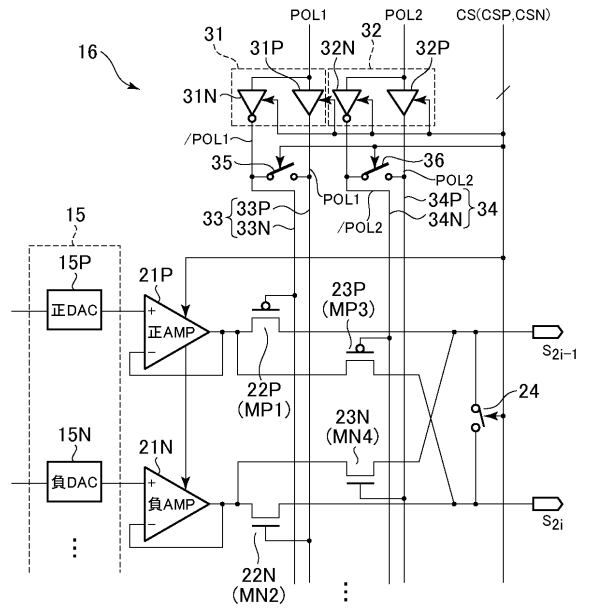 POL1
POL2
CS(CSP,CSN)
16
31
31P
32N
32
32P
31N
/POL1
35
36
POL1
POL2
33
33P
33N
/POL2
34P
34N
34
15
15P
正DAC
21P
+
正AMP
−
22P
(MP1)
23P
(MP3)
S2i-1
24
23N
(MN4)
15N
負DAC
21N
+
負AMP
−
22N
(MN2)
S2i
⋮
⋮